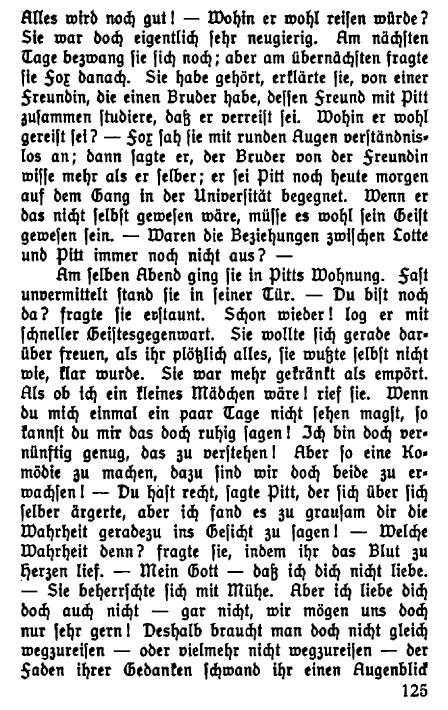 Alles wird noch gut! — Wohin er wohl reisen würde?
Sie war doch eigentlich sehr neugierig. Am nächsten
Tage bezwang sie sich noch; aber am übernächsten fragte
sie Fox danach. Sie habe gehört, erklärte sie, von einer
Freundin, die einen Bruder habe, dessen Freund mit Pitt
zusammen studiere, daß er verreist sei. Wohin er wohl
gereist sei? — Fox sah sie mit runden Augen verständnis-
los an; dann sagte er, der Bruder von der Freundin
wisse mehr als er selber; er sei Pitt noch heute morgen
auf dem Gang in der Universität begegnet. Wenn er
das nicht selbst gewesen wäre, müsse es wohl sein Geist
gewesen sein. — Waren die Beziehungen zwischen Lotte
und Pitt immer noch nicht aus? —
Am selben Abend ging sie in Pitts Wohnung. Fast
unvermittelt stand sie in seiner Tür. — Du bist noch
da? fragte sie erstaunt. Schon wieder! log er mit
schneller Geistesgegenwart. Sie wollte sich gerade dar-
über freuen, als ihr plötzlich alles, sie wußte selbst nicht
wie, klar wurde. Sie war mehr gekränkt als empört.
Als ob ich ein kleines Mädchen wäre! rief sie. Wenn
du mich einmal ein paar Tage nicht sehen magst, so
kannst du mir das doch ruhig sagen! Ich bin doch ver-
nünftig genug, das zu verstehen! Aber so eine Ko-
mödie zu machen, dazu sind wir doch beide zu er-
wachsen! — Du hast recht, sagte Pitt, der sich über sich
selber ärgerte, aber ich fand es zu grausam dir die
Wahrheit geradezu ins Gesicht zu sagen! — Welche
Wahrheit denn? fragte sie, indem ihr das Blut zu
Herzen lief. — Mein Gott — daß ich dich nicht liebe.
— Sie beherrschte sich mit Mühe. Aber ich liebe dich
doch auch nicht — gar nicht, wir mögen uns doch
nur sehr gern! Deshalb braucht man doch nicht gleich
wegzureisen — oder vielmehr nicht wegzureisen — der
Faden ihrer Gedanken schwand ihr einen Augenblick
125